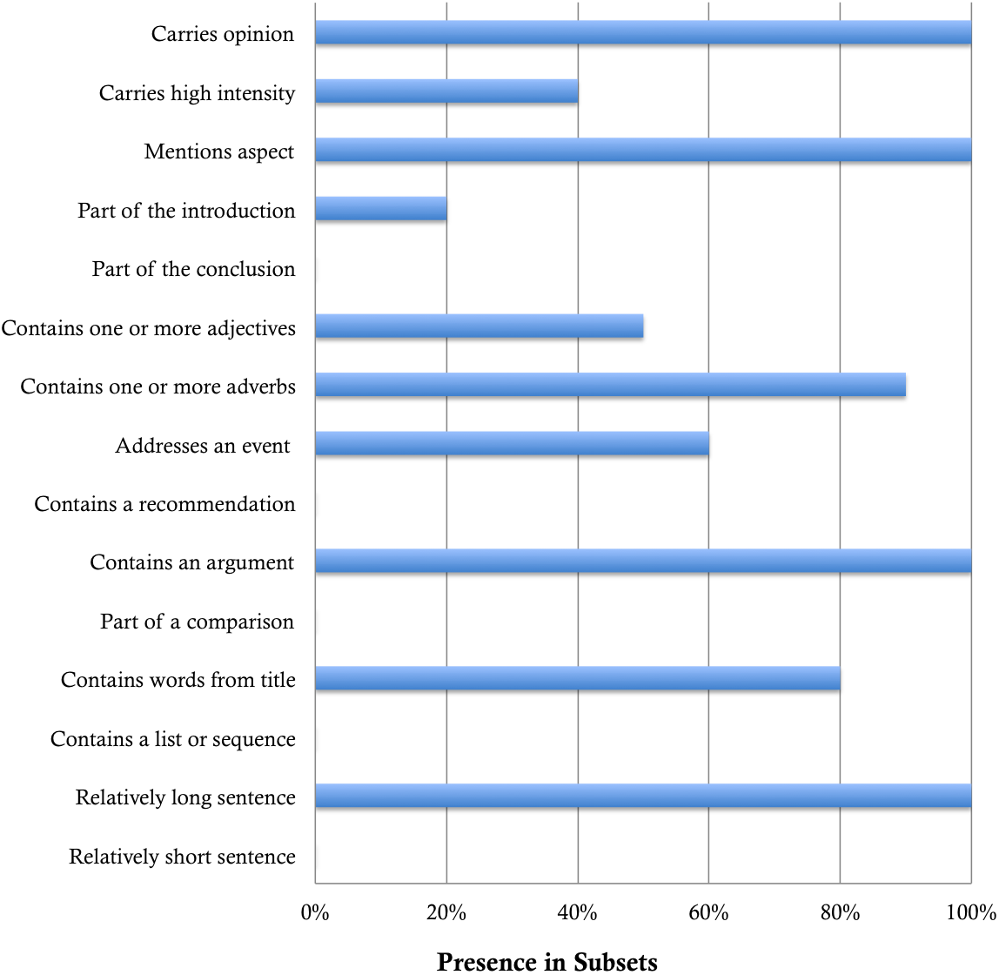 Carries opinion
Carries high intensity
Mentions aspect
Part of the introduction
Part of the conclusion
Contains one or more adjectives
Contains one or more adverbs
Addresses an event
Contains a recommendation
Contains an argument
Part of a comparison
Contains words from title
Contains a list or sequence
Relatively long sentence
Relatively short sentence
0% 20% 40% 60% 80% 100%
Presence in Subsets